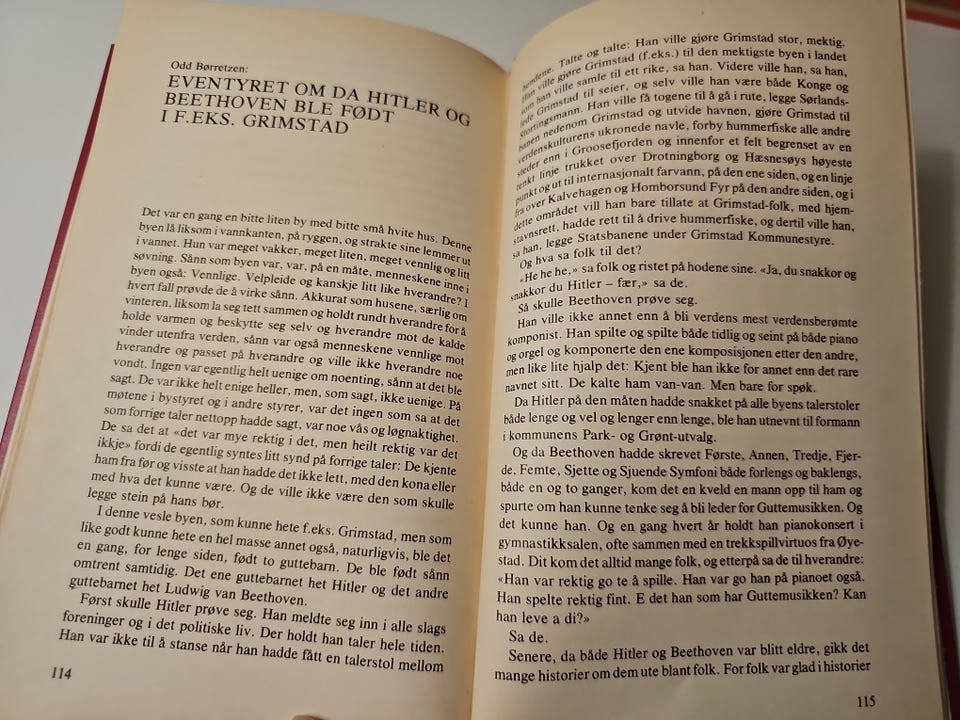 Odd Børretzen:
EVENTYRET OM DA HITLER OG
BEETHOVEN BLE FØDT
I F.EKS. GRIMSTAD
Det var en gang en bitte liten by med bitte små hvite hus. Denne
byen lå liksom i vannkanten, på ryggen, og strakte sine lemmer ut
i vannet. Hun var meget vakker, meget liten, meget vennlig og litt
søvning. Sånn som byen var, var, på en måte, menneskene inne i
byen også: Vennlige. Velpleide og kanskje litt like hverandre? I
hvert fall prøvde de å virke sånn. Akkurat som husene, særlig om
vinteren, liksom la seg tett sammen og holdt rundt hverandre for å
holde varmen og beskytte seg selv og hverandre mot de kalde
vinder utenfra verden, sånn var også menneskene vennlige mot
hverandre og passet på hverandre og ville ikke hverandre noe
vondt. Ingen var egentlig helt uenige om noenting, sånn at det ble
sagt. De var ikke helt enige heller, men, som sagt, ikke uenige. På
møtene i bystyret og i andre styrer, var det ingen som sa at det
som forrige taler nettopp hadde sagt, var noe vås og løgnaktighet.
De sa det at «det var mye rektig i det, men heilt rektig var det
ikkje» fordi de egentlig syntes litt synd på forrige taler: De kjente
ham fra før og visste at han hadde det ikke lett, med den kona eller
med hva det kunne være. Og de ville ikke være den som skulle
legge stein på hans bør.
I denne vesle byen, som kunne hete f.eks. Grimstad, men som
like godt kunne hete en hel masse annet også, naturligvis, ble det
en gang, for lenge siden, født to guttebarn. De ble født sånn
omtrent samtidig. Det ene guttebarnet het Hitler og det andre
guttebarnet het Ludwig van Beethoven.
Først skulle Hitler prøve seg. Han meldte seg inn i alle slags
foreninger og i det politiske liv. Der holdt han taler hele tiden.
Han var ikke til å stanse når han hadde fått en talerstol mellom
114
hendene. Talte og talte: Han ville gjøre Grimstad stor, mektig.
Han ville gjøre Grimstad (f.eks.) til den mektigste byen i landet
som han ville samle til ett rike, sa han. Videre ville han, sa han,
lede Grimstad til seier, og selv ville han være både Konge og
Stortingsmann. Han ville få togene til å gå i rute, legge Sørlands-
banen nedenom Grimstad og utvide havnen, gjøre Grimstad til
verdenskulturens ukronede navle, forby hummerfiske alle andre
steder enn i Groosefjorden og innenfor et felt begrenset av en
tenkt linje trukket over Drotningborg og Hæsnesøys høyeste
punkt og ut til internasjonalt farvann, på den ene siden, og en linje
fra over Kalvehagen og Homborsund Fyr på den andre siden, og i
dette området vill han bare tillate at Grimstad-folk, med hjem-
stavnsrett, hadde rett til å drive hummerfiske, og dertil ville han,
sa han, legge Statsbanene under Grimstad Kommunestyre.
Og hva sa folk til det?
«He he he,» sa folk og ristet på hodene sine. «Ja, du snakkor og
snakkor du Hitler – fær,» sa de.
Så skulle Beethoven prøve seg.
Han ville ikke annet enn å bli verdens mest verdensberømte
komponist. Han spilte og spilte både tidlig og seint på både piano
og orgel og komponerte den ene komposisjonen etter den andre,
men like lite hjalp det: Kjent ble han ikke for annet enn det rare
navnet sitt. De kalte ham van-van. Men bare for spøk.
Da Hitler på den måten hadde snakket på alle byens talerstoler
både lenge og vel og lenger enn lenge, ble han utnevnt til formann
i kommunens Park- og Grønt-utvalg.
Og da Beethoven hadde skrevet Første, Annen, Tredje, Fjer-
de, Femte, Sjette og Sjuende Symfoni både forlengs og baklengs,
både en og to ganger, kom det en kveld en mann opp til ham og
spurte om han kunne tenke seg å bli leder for Guttemusikken. Og
det kunne han. Og en gang hvert år holdt han pianokonsert i
gymnastikksalen, ofte sammen med en trekkspillvirtuos fra Øye-
stad. Dit kom det alltid mange folk, og etterpå sa de til hverandre:
«Han var rektig go te å spille. Han var go han på pianoet også.
Han spelte rektig fint. E det han som har Guttemusikken? Kan
han leve a di?»
Sa de.
Senere, da både Hitler og Beethoven var blitt eldre, gikk det
mange historier om dem ute blant folk. For folk var glad i historier
115